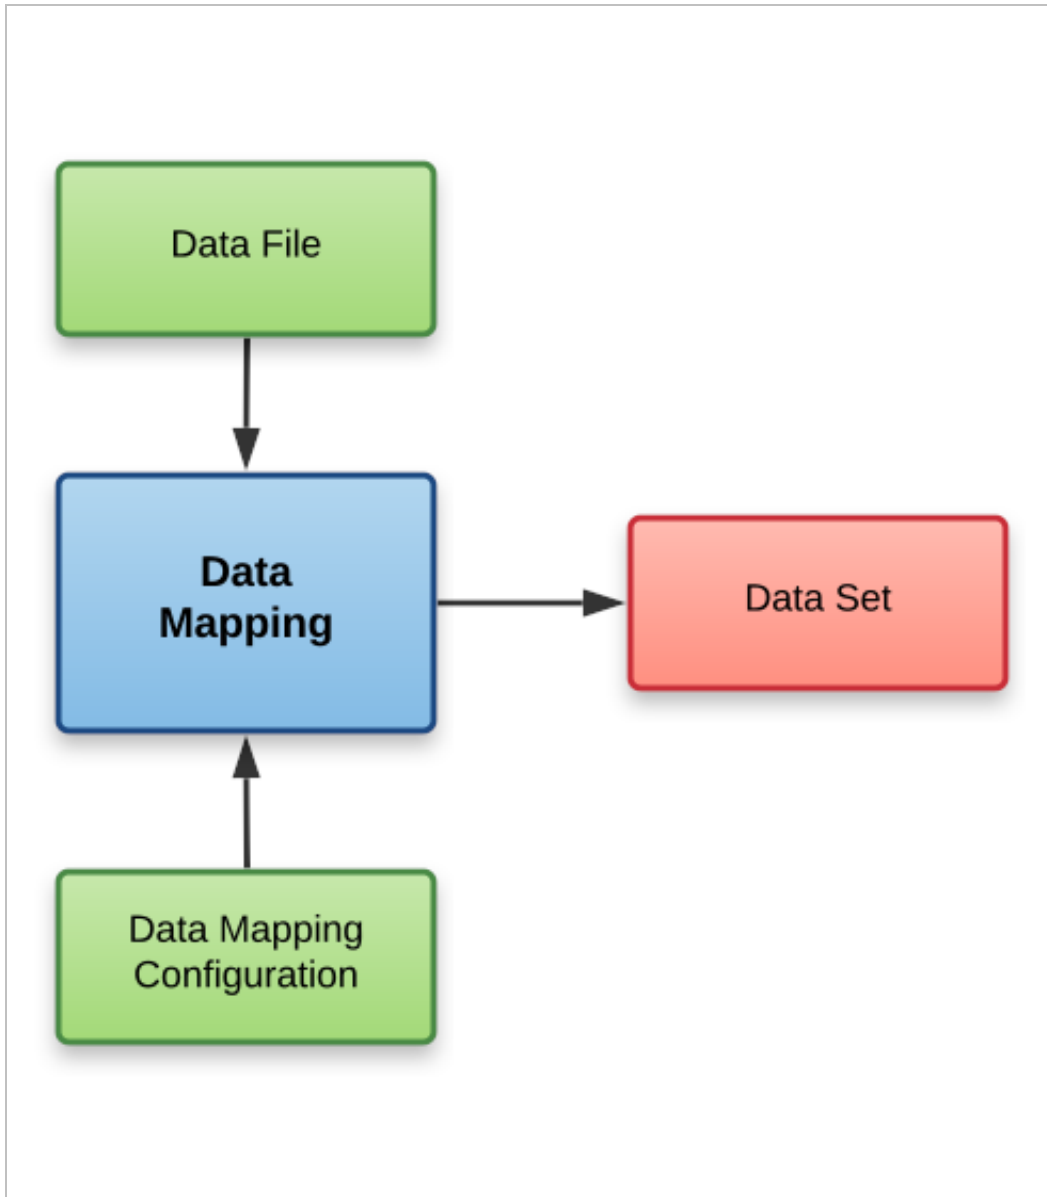 Data File
Data
Mapping
Data Set
Data Mapping
Configuration